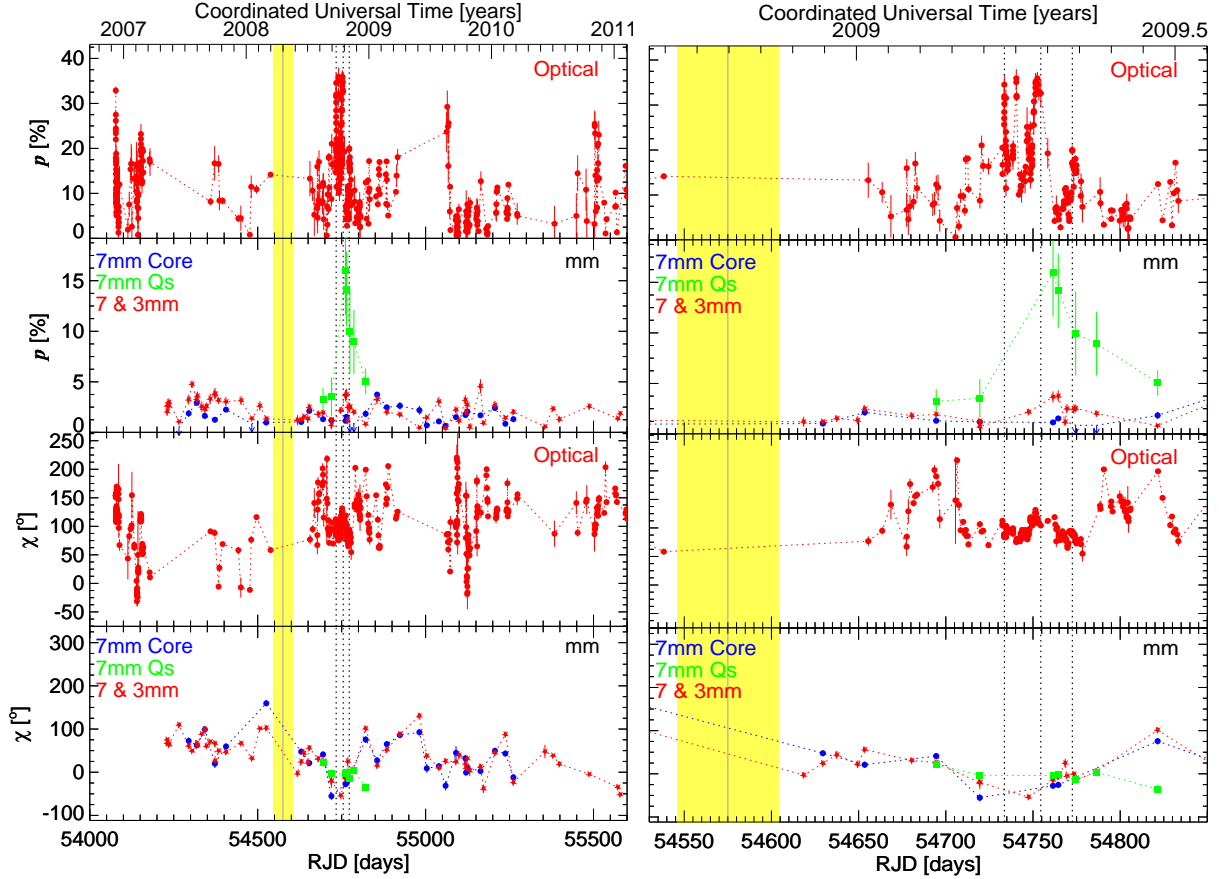 Coordinated Universal Time [years]
2007 2008 2009 2010 2011
40
30
20
10
0
p [%]
Optical
15
10
5
0
p [%]
7mm Core
7mm Qs
7 & 3mm
mm
250
200
150
100
50
0
-50
χ [°]
Optical
300
200
100
0
-100
χ [°]
7mm Core
7mm Qs
7 & 3mm
mm
54000 54500 55000 55500
RJD [days]
Coordinated Universal Time [years]
2009 2009.5
Optical
7mm Core
7mm Qs
7 & 3mm
mm
Optical
7mm Core
7mm Qs
7 & 3mm
mm
54550 54600 54650 54700 54750 54800
RJD [days]